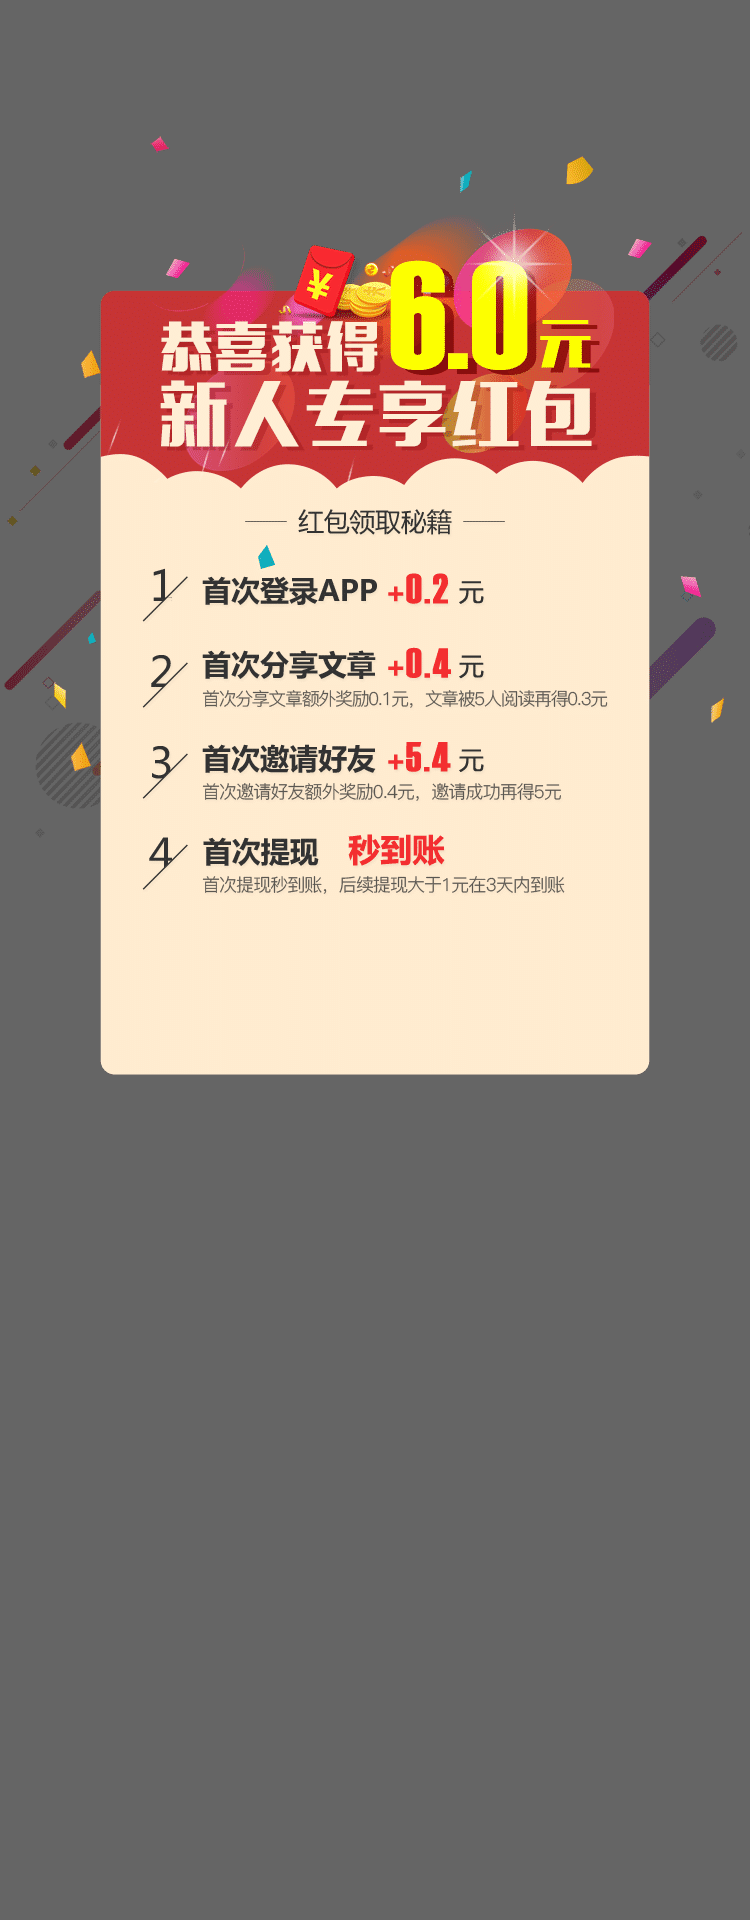 ¥
恭喜获得6.0元
新人专享红包
红包领取秘籍
1 首次登录APP +0.2 元
2 首次分享文章 +0.4 元
首次分享文章额外奖励0.1元，文章被5人阅读再得0.3元
3 首次邀请好友 +5.4 元
首次邀请好友额外奖励0.4元，邀请成功再得5元
4 首次提现 秒到账
首次提现秒到账，后续提现大于1元在3天内到账